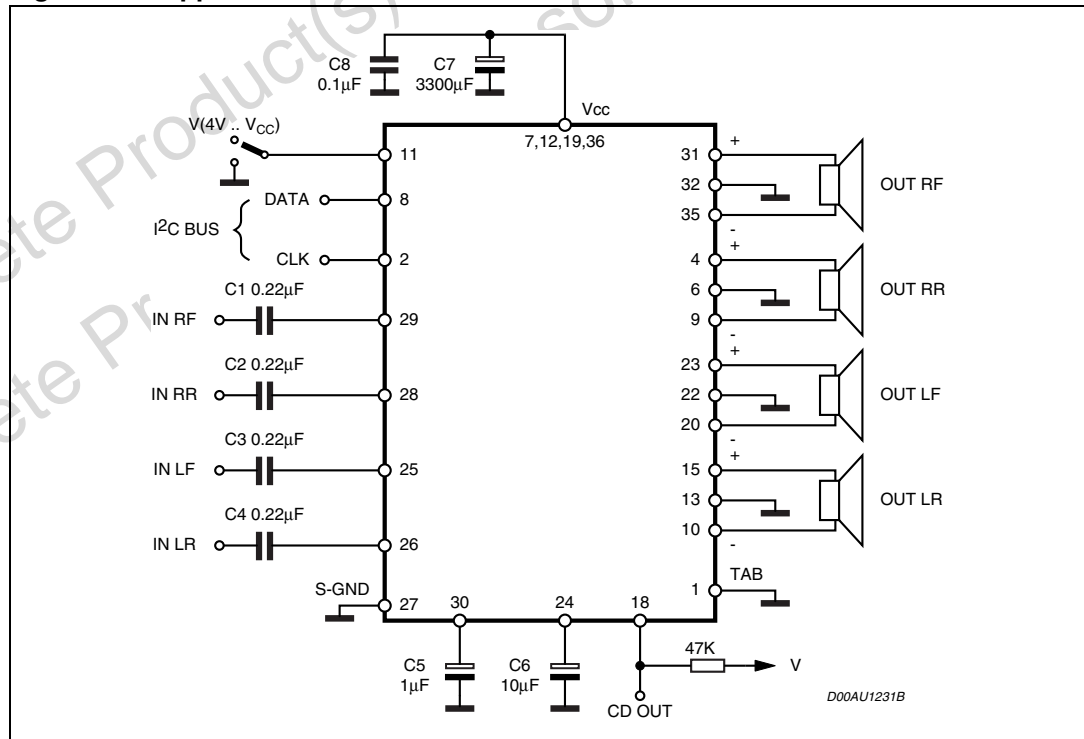 C8
0.1μF
C7
3300μF
Vcc
7,12,19,36
V(4V .. VCC)
11
DATA
8
I2C BUS
CLK
2
C1 0.22μF
IN RF
29
C2 0.22μF
IN RR
28
C3 0.22μF
IN LF
25
C4 0.22μF
IN LR
26
S-GND
27
30
24
18
C5
1μF
C6
10μF
CD OUT
47K
V
+
31
32
35
-
OUT RF
+
4
6
9
-
OUT RR
+
23
22
20
-
OUT LF
+
15
13
10
-
OUT LR
TAB
1
D00AU1231B
ete Product(s)
ete Pr